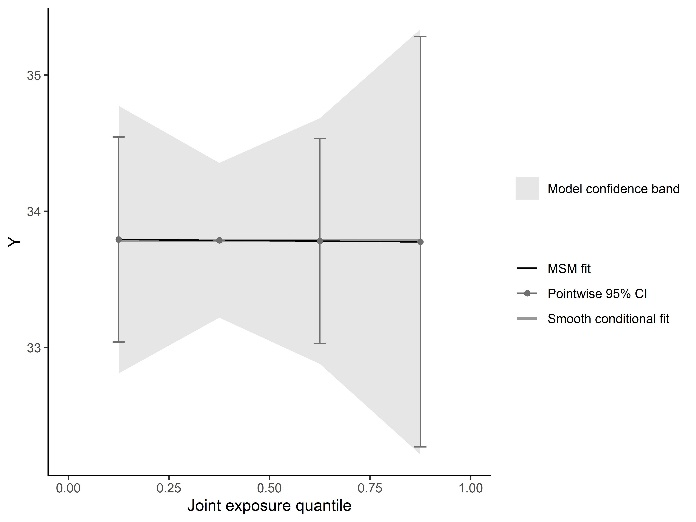 35
34
33
Y
0.00 0.25 0.50 0.75 1.00
Joint exposure quantile
Model confidence band
MSM fit
Pointwise 95% CI
Smooth conditional fit